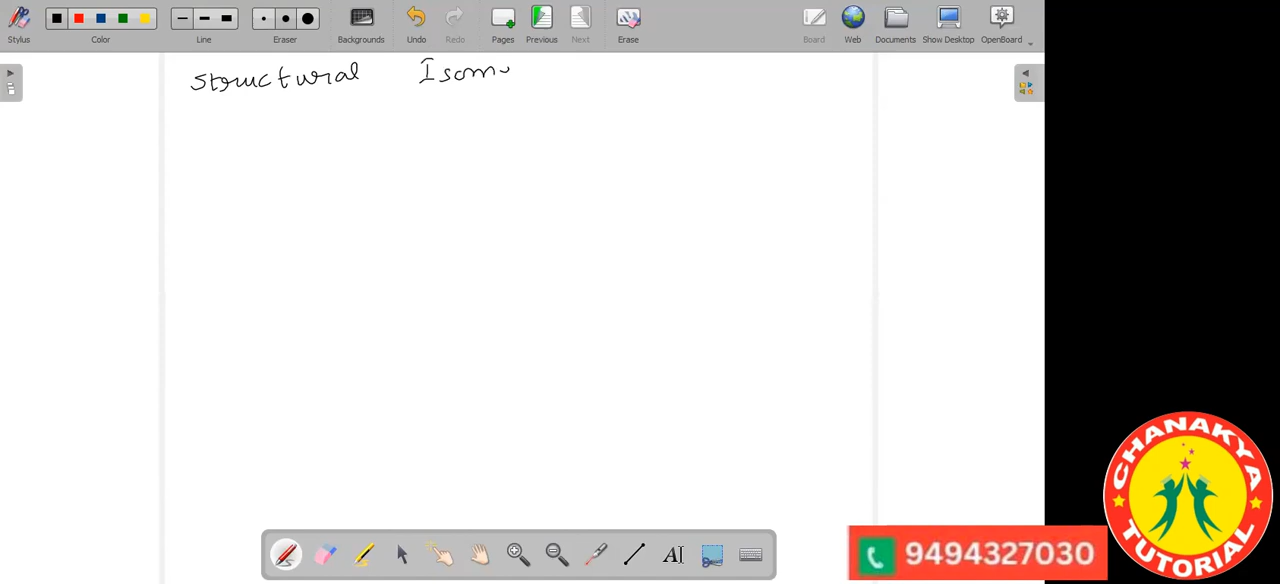 Stylus Color Line Eraser Backgrounds Undo Redo Pages Previous Next Erase Board Web Documents Show Desktop OpenBoard
Structural Isom
CHANAKYA
TUTORIAL
9494327030